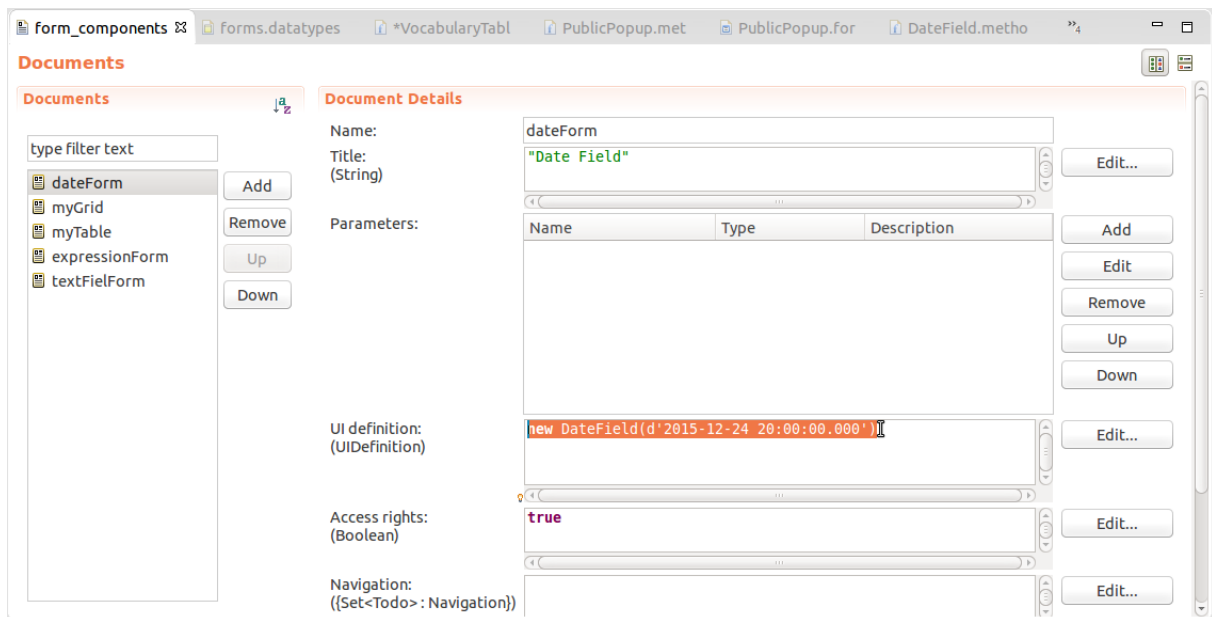 form_components forms.datatypes *VocabularyTabl PublicPopup.met PublicPopup.for DateField.metho »4
Documents
Documents
a
z
type filter text
dateForm
myGrid
myTable
expressionForm
textFielForm
Add
Remove
Up
Down
Document Details
Name: dateForm
Title: "Date Field" Edit...
(String)
Parameters: Name Type Description Add
Edit
Remove
Up
Down
UI definition: new DateField(d'2015-12-24 20:00:00.000') Edit...
(UIDefinition)
Access rights: true Edit...
(Boolean)
Navigation: Edit...
({Set<Todo> : Navigation})